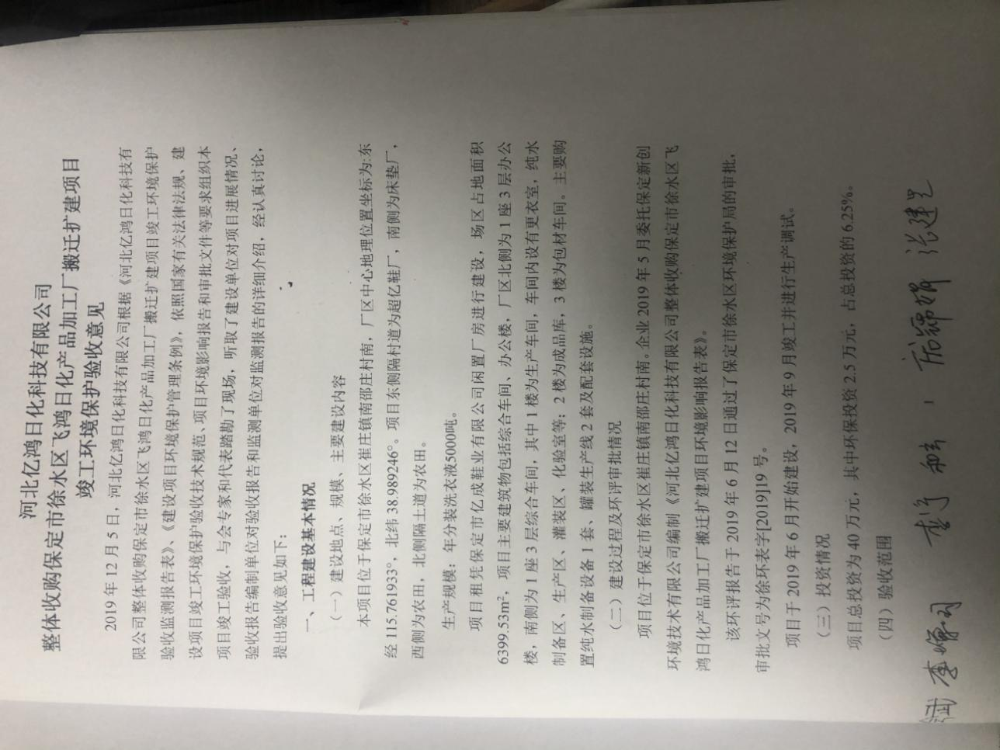 河北亿鸿日化科技有限公司
整体收购保定市徐水区飞鸿日化产品加工厂搬迁扩建项目
竣工环境保护验收意见
2019 年 12 月 5 日，河北亿鸿日化科技有限公司根据《河北亿鸿日化科技有
限公司整体收购保定市徐水区飞鸿日化产品加工厂搬迁扩建项目竣工环境保护
验收监测报告表》、《建设项目环境保护管理条例》，依照国家有关法律法规、建
设项目竣工环境保护验收技术规范、项目环境影响报告和审批文件等要求组织本
项目竣工验收，与会专家和代表踏勘了现场，听取了建设单位对项目进展情况、
验收报告编制单位对验收报告和监测单位对监测报告的详细介绍，经认真讨论，
提出验收意见如下：
一、工程建设基本情况
（一）建设地点、规模、主要建设内容
本项目位于保定市徐水区崔庄镇南邵庄村南，厂区中心地理位置坐标为:东
经 115.761933°，北纬 38.989246°。项目东侧隔村道为超亿鞋厂，南侧为床垫厂，
西侧为农田，北侧隔土道为农田。
生产规模：年分装洗衣液5000吨。
项目租凭保定市亿成鞋业有限公司闲置厂房进行建设，场区占地面积
6399.53m²，项目主要建筑物包括综合车间、办公楼，厂区北侧为 1 座 3 层办公
楼，南侧为 1 座 3 层综合车间，其中 1 楼为生产车间，车间内设有更衣室，纯水
制备区、生产区、灌装区、化验室等；2 楼为成品库，3 楼为包材车间。主要购
置纯水制备设备 1 套、罐装生产线 2 套及配套设施。
（二）建设过程及环评审批情况
项目位于保定市徐水区崔庄镇南邵庄村南。企业 2019 年 5 月委托保定新创
环境技术有限公司编制《河北亿鸿日化科技有限公司整体收购保定市徐水区飞
鸿日化产品加工厂搬迁扩建项目环境影响报告表》。
该环评报告于 2019 年 6 月 12 日通过了保定市徐水区环境保护局的审批，
审批文号为徐环表字[2019]19 号。
项目于 2019 年 6 月开始建设，2019 年 9 月竣工并进行生产调试。
（三）投资情况
项目总投资为 40 万元，其中环保投资 2.5 万元，占总投资的 6.25%。
（四）验收范围